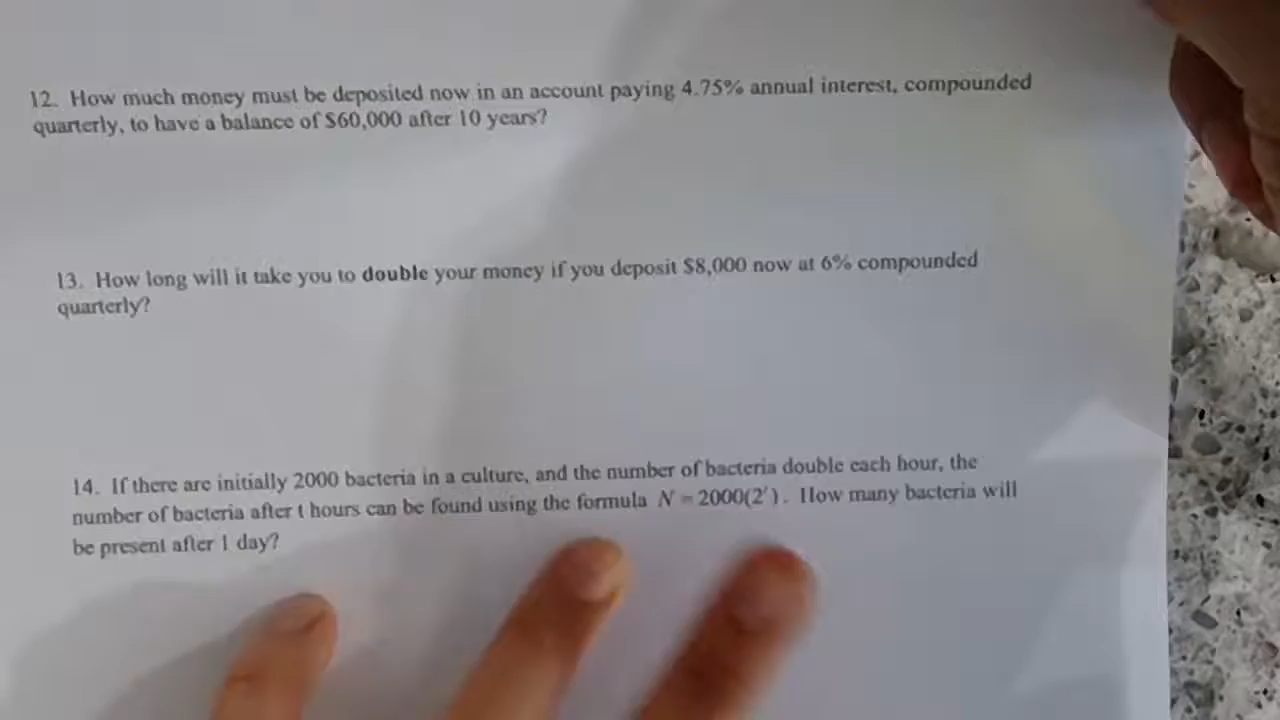 12. How much money must be deposited now in an account paying 4.75% annual interest, compounded
quarterly, to have a balance of $60,000 after 10 years?
13. How long will it take you to double your money if you deposit $8,000 now at 6% compounded
quarterly?
14. If there are initially 2000 bacteria in a culture, and the number of bacteria double each hour, the
number of bacteria after t hours can be found using the formula N = 2000(2ᵗ). How many bacteria will
be present after 1 day?